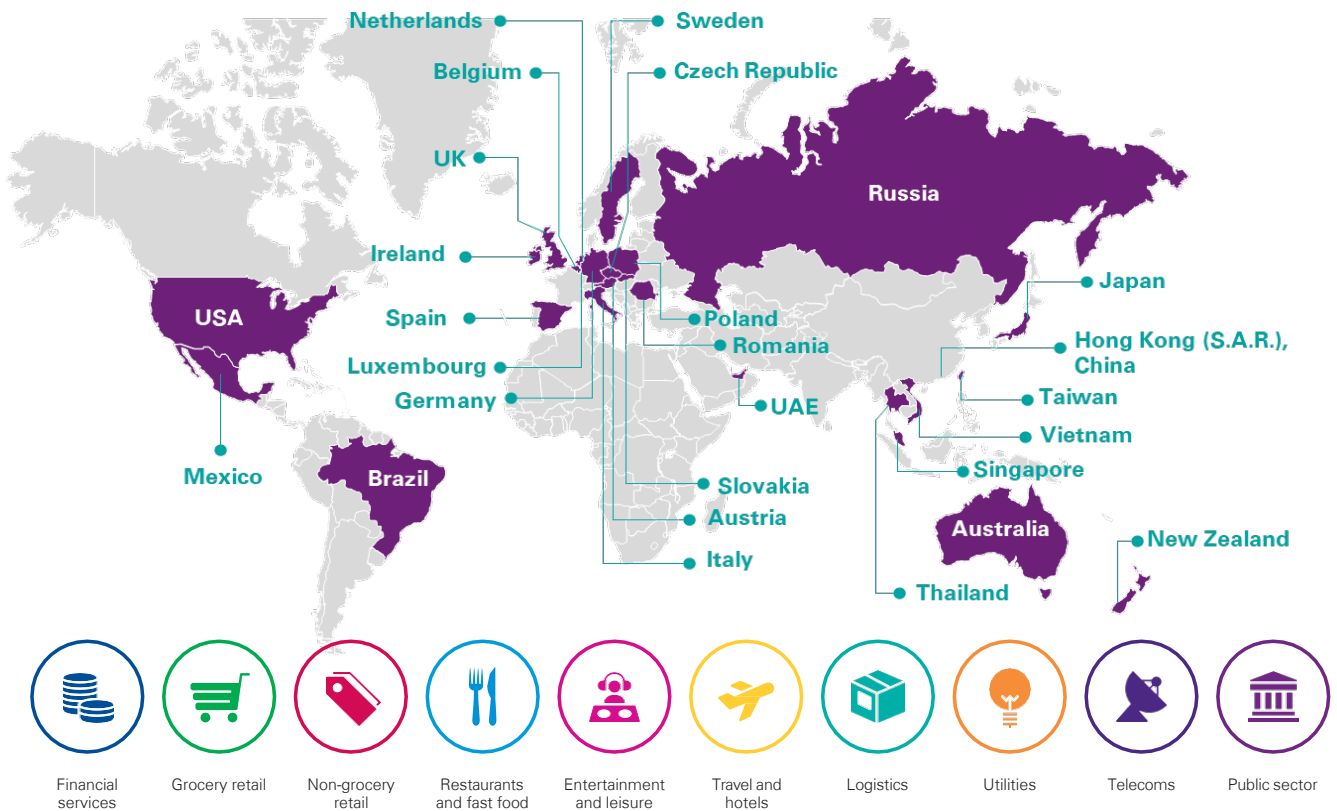 Netherlands
Sweden
Belgium
Czech Republic
UK
Russia
Ireland
Japan
USA
Spain
Poland
Romania
Hong Kong (S.A.R.),
China
Luxembourg
Germany
UAE
Taiwan
Vietnam
Mexico
Brazil
Singapore
Slovakia
Austria
Australia
New Zealand
Italy
Thailand
Financial
services
Grocery retail
Non-grocery
retail
Restaurants
and fast food
Entertainment
and leisure
Travel and
hotels
Logistics
Utilities
Telecoms
Public sector